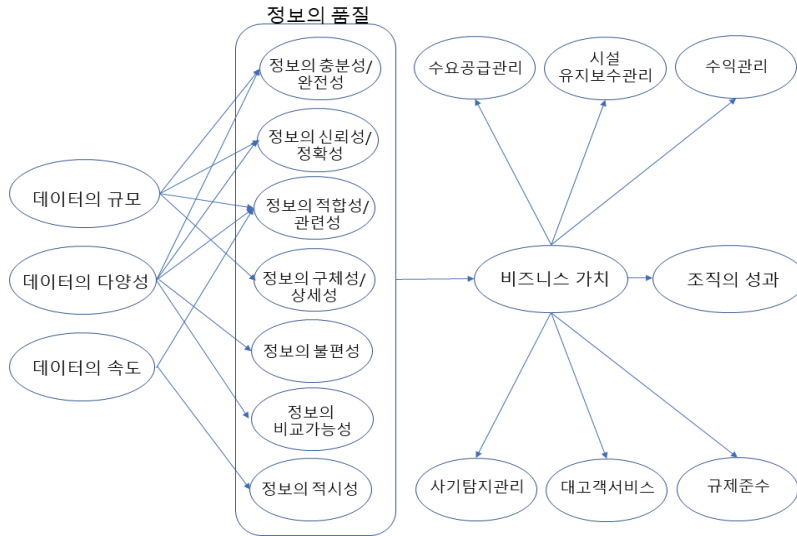 정보의 품질
정보의 충분성/
완전성
정보의 신뢰성/
정확성
정보의 적합성/
관련성
정보의 구체성/
상세성
정보의 불편성
정보의
비교가능성
정보의 적시성
데이터의 규모
데이터의 다양성
데이터의 속도
수요공급관리
시설
유지보수관리
수익관리
비즈니스 가치
조직의 성과
사기탐지관리
대고객서비스
규제준수